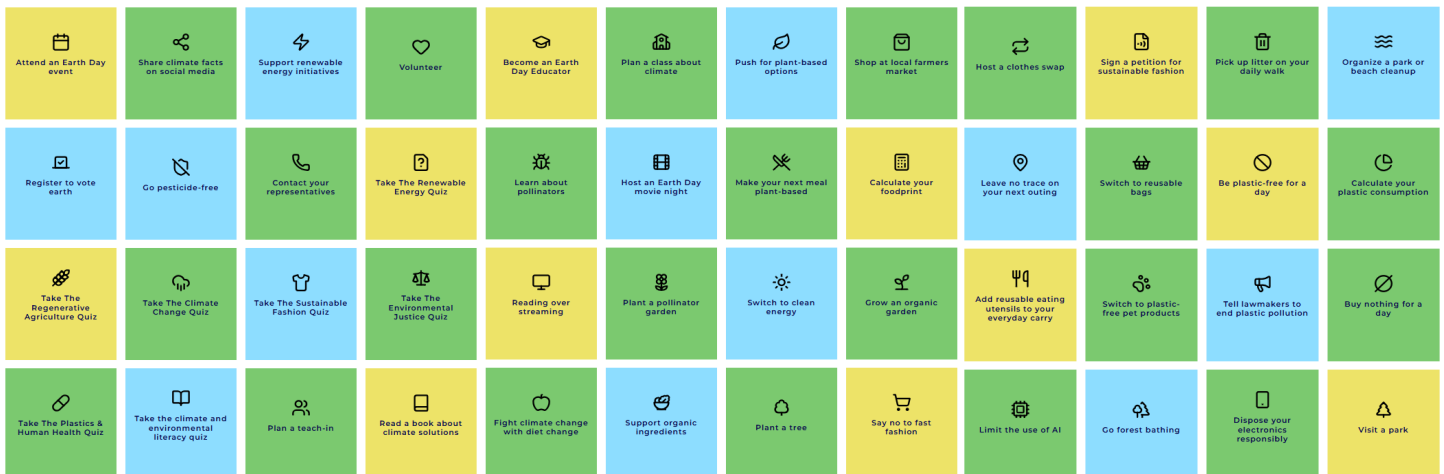 Attend an Earth Day
event
Share climate facts
on social media
Support renewable
energy initiatives
Volunteer
Become an Earth
Day Educator
Plan a class about
climate
Push for plant-based
options
Shop at local farmers
market
Host a clothes swap
Sign a petition for
sustainable fashion
Pick up litter on your
daily walk
Organize a park or
beach cleanup
Register to vote
earth
Go pesticide-free
Contact your
representatives
Take The Renewable
Energy Quiz
Learn about
pollinators
Host an Earth Day
movie night
Make your next meal
plant-based
Calculate your
foodprint
Leave no trace on
your next outing
Switch to reusable
bags
Be plastic-free for a
day
Calculate your
plastic consumption
Take The
Regenerative
Agriculture Quiz
Take The Climate
Change Quiz
Take The Sustainable
Fashion Quiz
Take The
Environmental
Justice Quiz
Reading over
streaming
Plant a pollinator
garden
Switch to clean
energy
Grow an organic
garden
Add reusable eating
utensils to your
everyday carry
Switch to plastic-
free pet products
Tell lawmakers to
end plastic pollution
Buy nothing for a
day
Take The Plastics &
Human Health Quiz
Take the climate and
environmental
literacy quiz
Plan a teach-in
Read a book about
climate solutions
Fight climate change
with diet change
Support organic
ingredients
Plant a tree
Say no to fast
fashion
Limit the use of AI
Go forest bathing
Dispose your
electronics
responsibly
Visit a park